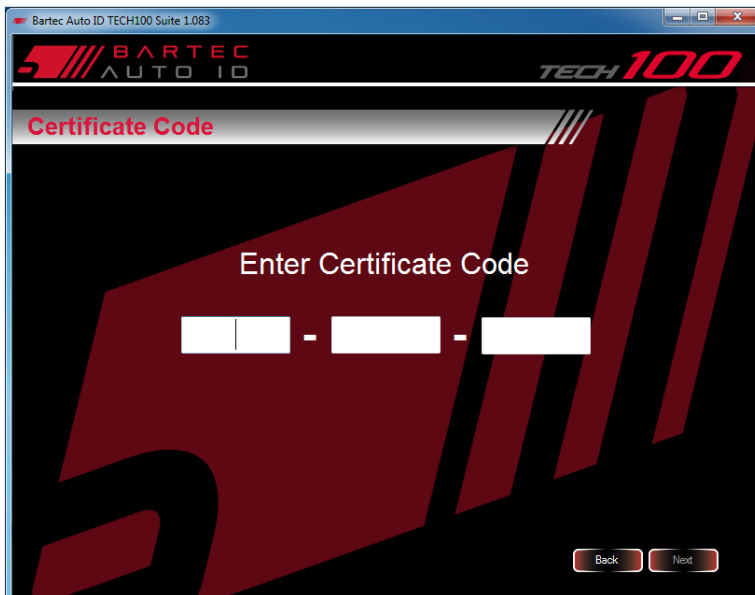 Bartec Auto ID TECH100 Suite 1.083
BARTEC
AUTO ID
TECH100
Certificate Code
Enter Certificate Code
- -
Back Next